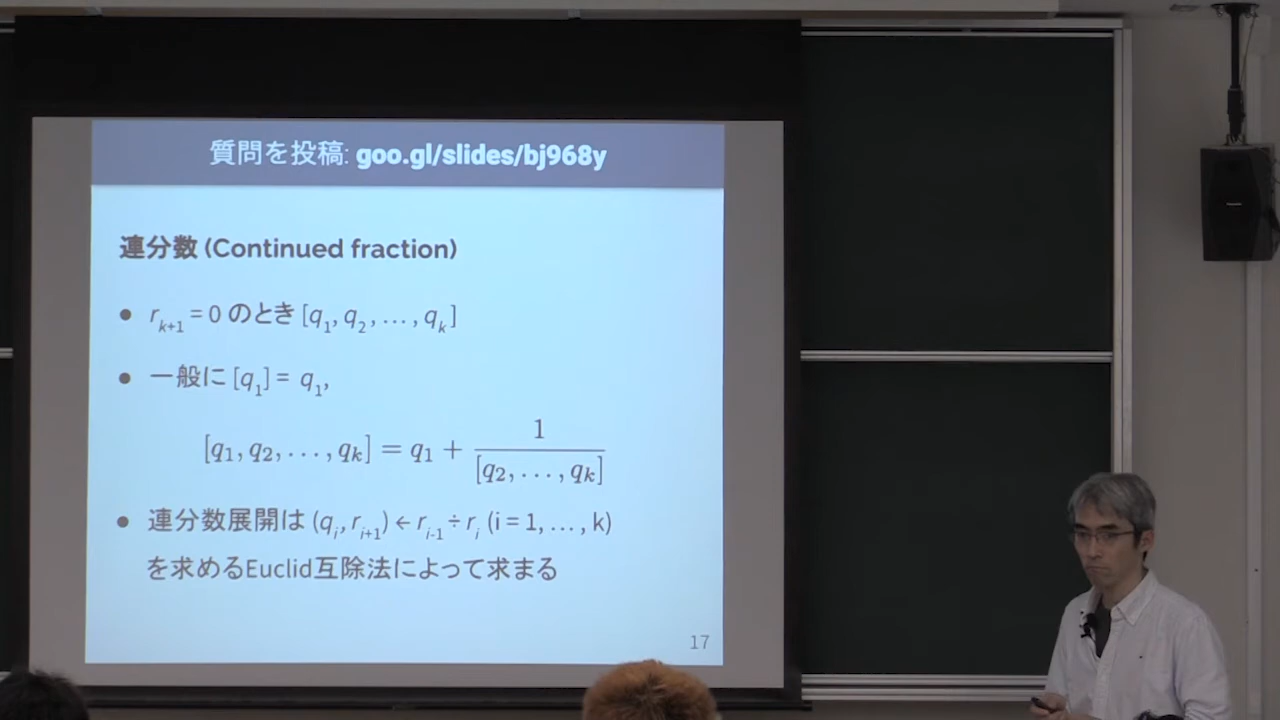 質問を投稿: goo.gl/slides/bj968y
連分数 (Continued fraction)
● r_{k+1} = 0 のとき [q_1, q_2, ... , q_k]
● 一般に [q_1] = q_1,
[q_1, q_2, ..., q_k] = q_1 + \frac{1}{[q_2, ..., q_k]}
● 連分数展開は (q_i, r_{i+1}) ← r_{i-1} ÷ r_i (i = 1, ... , k)
を求めるEuclid互除法によって求まる
17